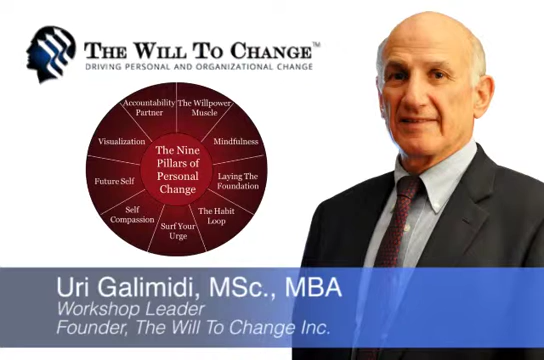 THE WILL TO CHANGE™
DRIVING PERSONAL AND ORGANIZATIONAL CHANGE
Accountability
Partner
The Willpower
Muscle
Visualization
Mindfulness
The Nine
Pillars of
Personal
Change
Future Self
Laying The
Foundation
Self
Compassion
The Habit
Loop
Surf Your
Urge
Uri Galimidi, MSc., MBA
Workshop Leader
Founder, The Will To Change Inc.